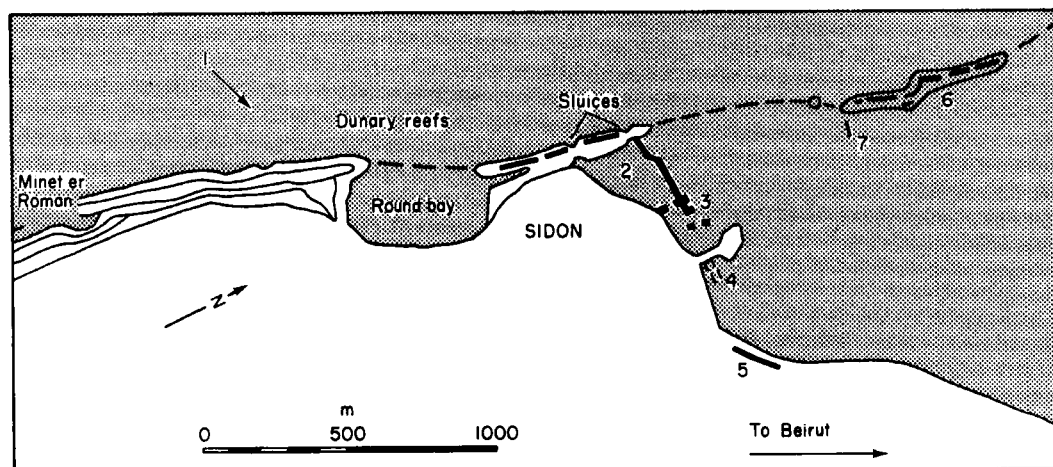 1
Sluices
6
Dunary reefs
7
Minet er
Roman
2
Round bay
3
SIDON
4
N
5
m
0 500 1000
To Beirut